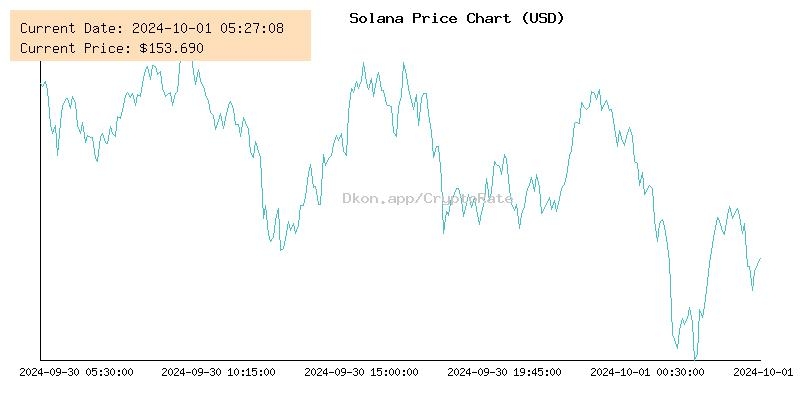 Solana Price Chart (USD)
Current Date: 2024-10-01 05:27:08
Current Price: $153.690
Dkon.app/CryptoRate
2024-09-30 05:30:00
2024-09-30 10:15:00
2024-09-30 15:00:00
2024-09-30 19:45:00
2024-10-01 00:30:00
2024-10-01